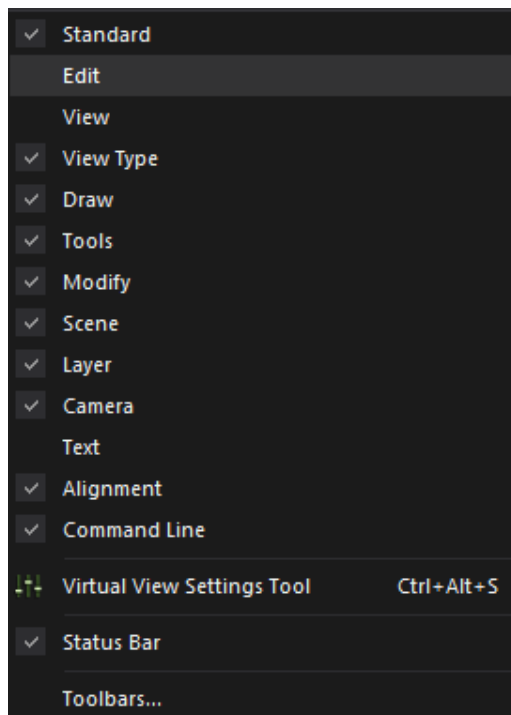 Standard
Edit
View
View Type
Draw
Tools
Modify
Scene
Layer
Camera
Text
Alignment
Command Line
Virtual View Settings Tool Ctrl+Alt+S
Status Bar
Toolbars...